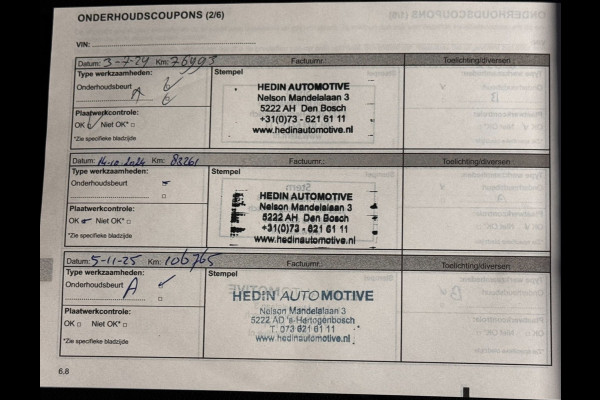 ONDERHOUDSCOUPONS (2/6)
VIN:
Datum: 3-7-24 Km: 76993 Factuurnr.: Toelichting/diversen
Type werkzaamheden: Stempel
Onderhoudsbeurt
A
Plaatwerkcontrole:
OK Niet OK*
*Zie specifieke bladzijde
HEDIN AUTOMOTIVE
Nelson Mandelalaan 3
5222 AH Den Bosch
+31(0)73 - 621 61 11
www.hedinautomotive.nl
Datum: 14-10-2024 Km: 83261 Factuurnr.: Toelichting/diversen
Type werkzaamheden: Stempel
Onderhoudsbeurt
Plaatwerkcontrole:
OK Niet OK*
*Zie specifieke bladzijde
HEDIN AUTOMOTIVE
Nelson Mandelalaan 3
5222 AH Den Bosch
+31(0)73 - 621 61 11
www.hedinautomotive.nl
Datum: 5-11-25 Km: 106765 Factuurnr.: Toelichting/diversen
Type werkzaamheden: Stempel
Onderhoudsbeurt A
Plaatwerkcontrole:
OK Niet OK*
*Zie specifieke bladzijde
HEDIN AUTOMOTIVE
Nelson Mandelalaan 3
5222 AD 's-Hertogenbosch
T. 073 621 61 11
www.hedinautomotive.nl
6.8